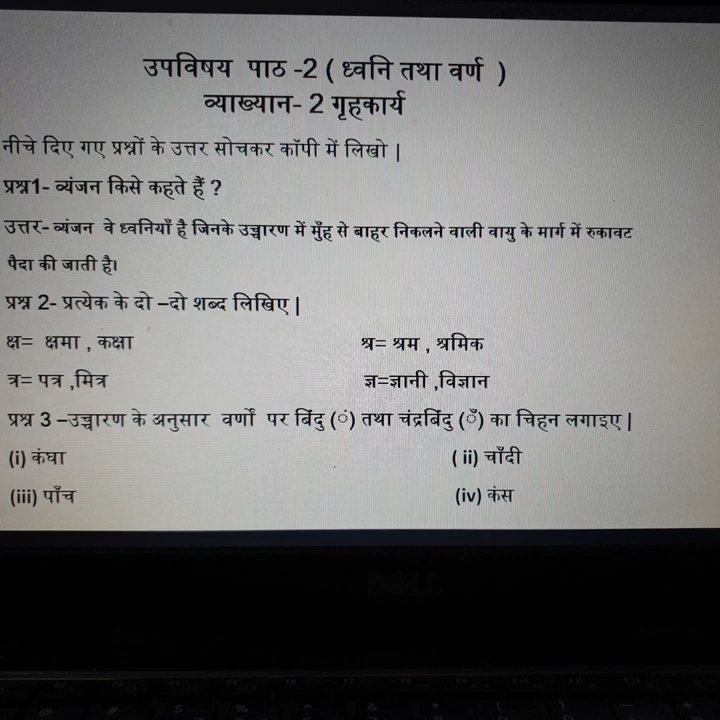 उपविषय पाठ -2 ( ध्वनि तथा वर्ण )
व्याख्यान- 2 गृहकार्य
नीचे दिए गए प्रश्नों के उत्तर सोचकर कॉपी में लिखो |
प्रश्न1- व्यंजन किसे कहते हैं ?
उत्तर- व्यंजन वे ध्वनियाँ है जिनके उच्चारण में मुँह से बाहर निकलने वाली वायु के मार्ग में रुकावट
पैदा की जाती है।
प्रश्न 2- प्रत्येक के दो –दो शब्द लिखिए |
क्ष= क्षमा , कक्षा श्र= श्रम , श्रमिक
त्र= पत्र ,मित्र ज्ञ=ज्ञानी ,विज्ञान
प्रश्न 3 –उच्चारण के अनुसार वर्णों पर बिंदु (ं) तथा चंद्रबिंदु (ँ) का चिहन लगाइए |
(i) कंघा ( ii) चाँदी
(iii) पाँच (iv) कंस